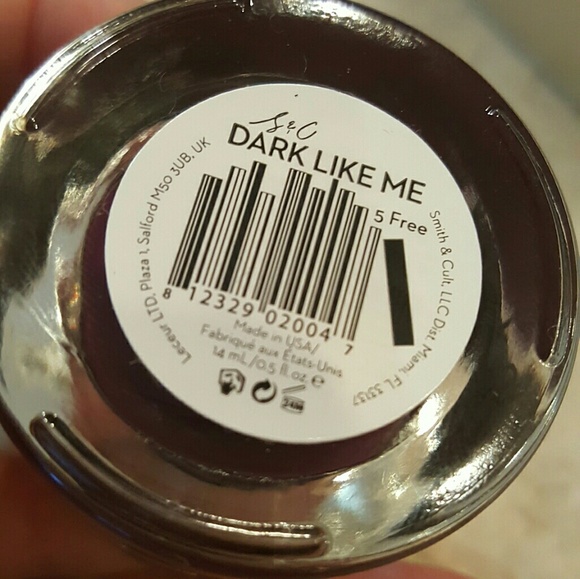 S&C
DARK LIKE ME
5 Free
8 12329 02004 7
Made in USA/
Fabriqué aux États-Unis
14 mL/0.5 fl. oz e
24M
Leceur LTD, Plaza 1, Salford M50 3UB, UK
Smith & Cult, LLC Dist. Miami, FL 33137